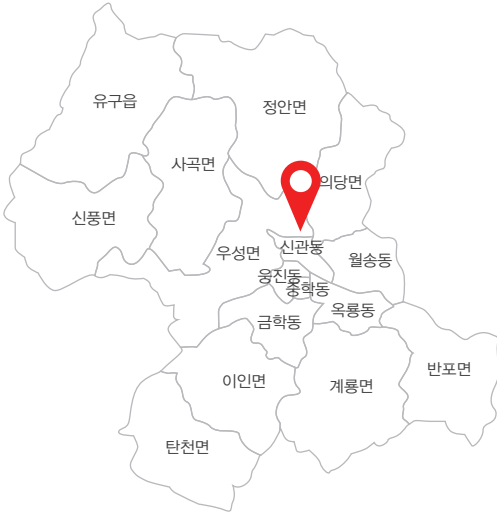 유구읍
정안면
사곡면
의당면
신풍면
우성면
신관동
월송동
웅진동
중학동
옥룡동
금학동
반포면
이인면
계룡면
탄천면